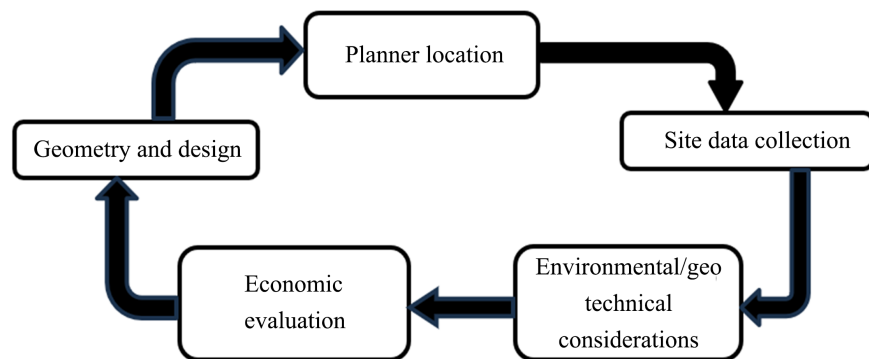 Planner location
Site data collection
Environmental/geo
technical
considerations
Economic
evaluation
Geometry and design